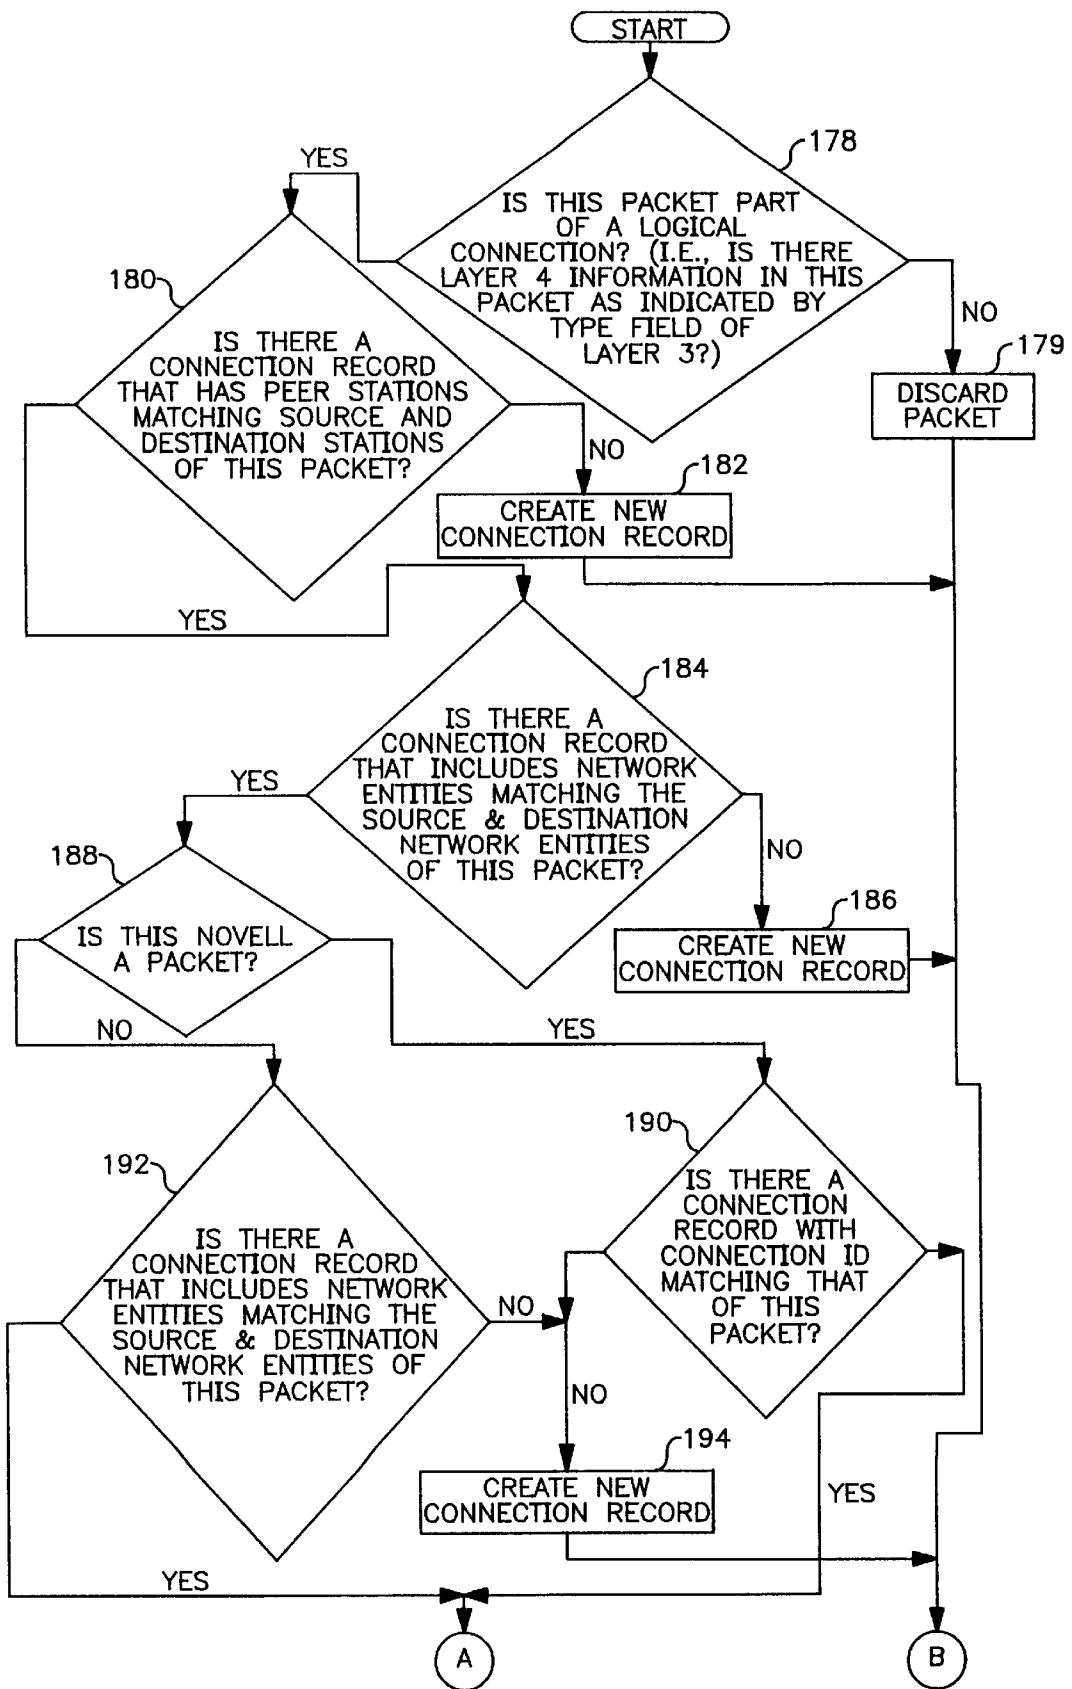 START
178
YES
IS THIS PACKET PART
OF A LOGICAL
CONNECTION? (I.E., IS THERE
LAYER 4 INFORMATION IN THIS
PACKET AS INDICATED BY
TYPE FIELD OF
LAYER 3?)
180
NO
179
DISCARD
PACKET
IS THERE A
CONNECTION RECORD
THAT HAS PEER STATIONS
MATCHING SOURCE AND
DESTINATION STATIONS
OF THIS PACKET?
NO
182
CREATE NEW
CONNECTION RECORD
YES
184
IS THERE A
CONNECTION RECORD
THAT INCLUDES NETWORK
ENTITIES MATCHING THE
SOURCE & DESTINATION
NETWORK ENTITIES
OF THIS PACKET?
YES
NO
188
186
IS THIS NOVELL
A PACKET?
CREATE NEW
CONNECTION RECORD
NO
YES
190
192
IS THERE A
CONNECTION
RECORD WITH
CONNECTION ID
MATCHING THAT
OF THIS
PACKET?
IS THERE A
CONNECTION RECORD
THAT INCLUDES NETWORK
ENTITIES MATCHING THE
SOURCE & DESTINATION
NETWORK ENTITIES OF
THIS PACKET?
NO
NO
194
CREATE NEW
CONNECTION RECORD
YES
YES
A
B